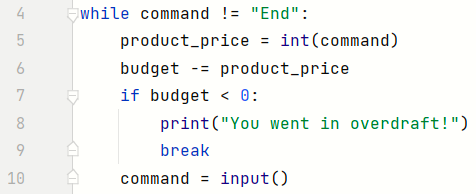 4 while command != "End":
5     product_price = int(command)
6     budget -= product_price
7     if budget < 0:
8         print("You went in overdraft!")
9         break
10     command = input()